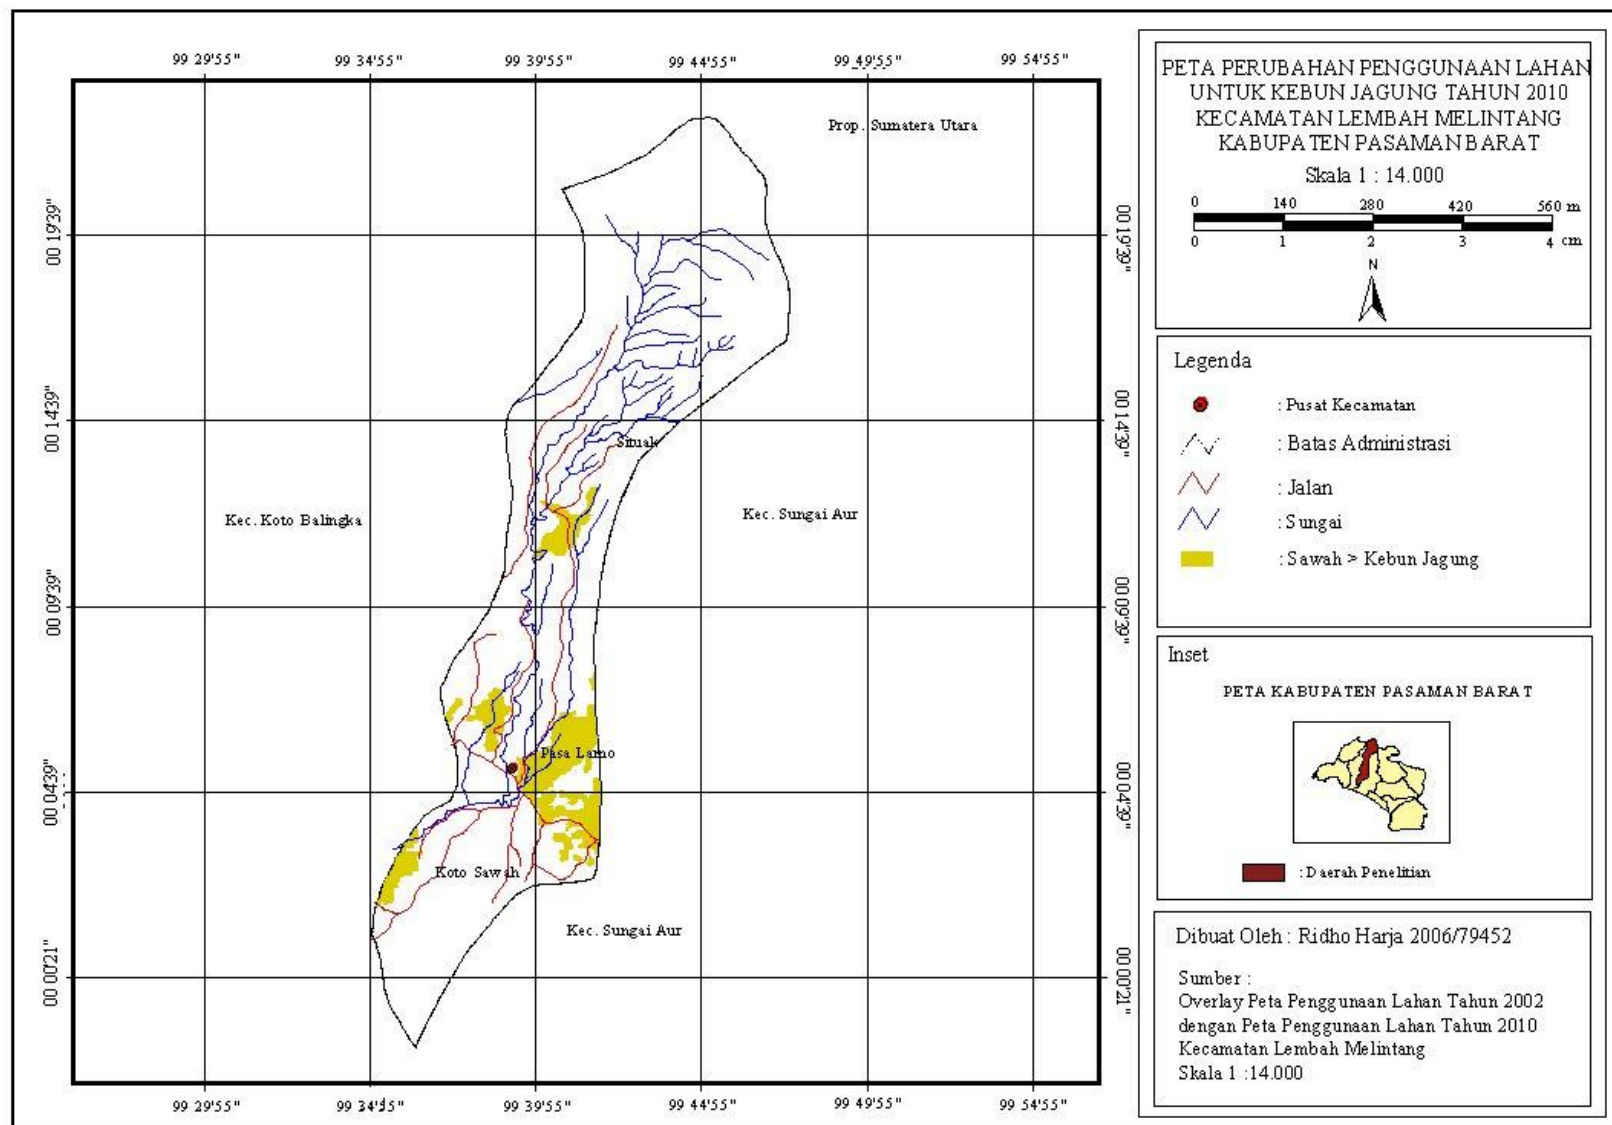 99 29'55" 99 34'55" 99 39'55" 99 44'55" 99 49'55" 99 54'55"
Prop. Sumatera Utara
00 19'39" 00 19'39"
00 14'39" 00 14'39"
Situak
Kec. Koto Balingka
Kec. Sungai Aur
00 09'39" 00 09'39"
Pasa Lamo
00 04'39" 00 04'39"
Koto Sawah
Kec. Sungai Aur
00 00'21" 00 00'21"
99 29'55" 99 34'55" 99 39'55" 99 44'55" 99 49'55" 99 54'55"
PETA PERUBAHAN PENGGUNAAN LAHAN
UNTUK KEBUN JAGUNG TAHUN 2010
KECAMATAN LEMBAH MELINTANG
KABUPATEN PASAMAN BARAT
Skala 1 : 14.000
0 140 280 420 560 m
0 1 2 3 4 cm
N
Legenda
: Pusat Kecamatan
: Batas Administrasi
: Jalan
: Sungai
: Sawah > Kebun Jagung
Inset
PETA KABUPATEN PASAMAN BARAT
: Daerah Penelitian
Dibuat Oleh : Ridho Harja 2006/79452
Sumber :
Overlay Peta Penggunaan Lahan Tahun 2002
dengan Peta Penggunaan Lahan Tahun 2010
Kecamatan Lembah Melintang
Skala 1 :14.000